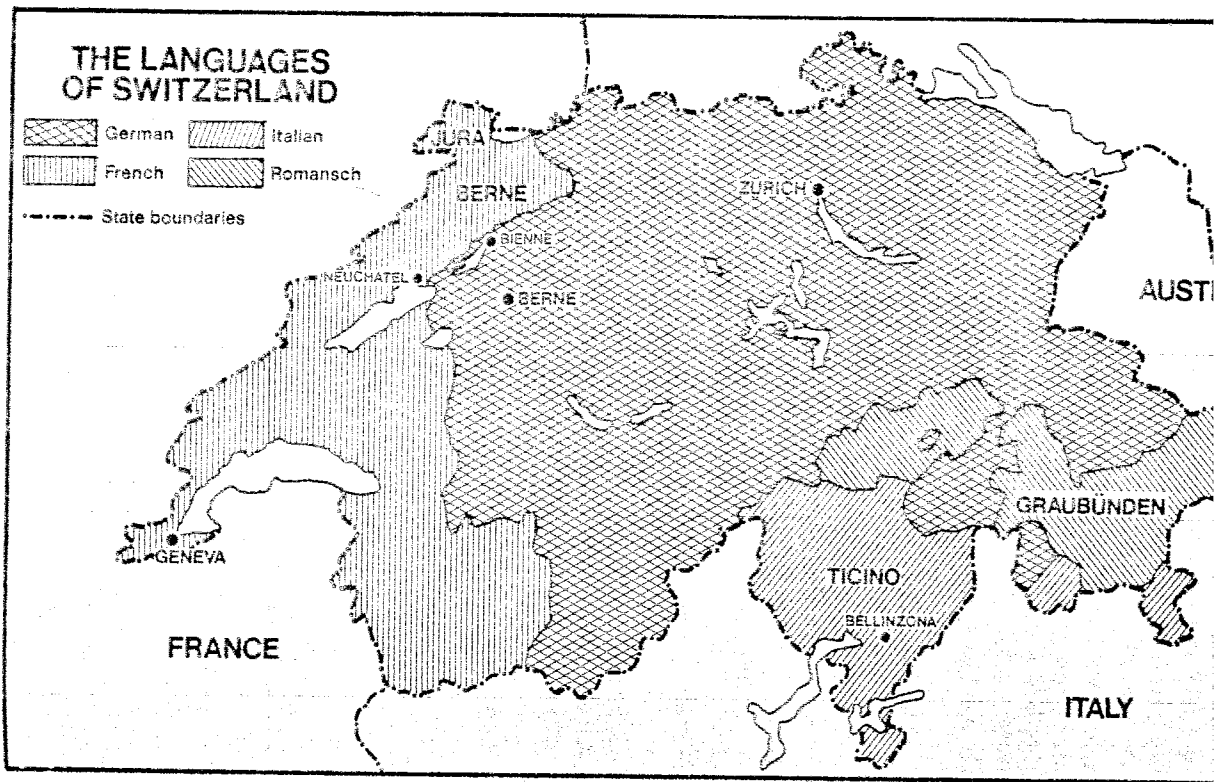 THE LANGUAGES
OF SWITZERLAND
German
Italian
French
Romansch
State boundaries
JURA
BERNE
ZURICH
BIENNE
NEUCHATEL
BERNE
AUST
GRAUBÜNDEN
GENEVA
TICINO
BELLINZONA
FRANCE
ITALY